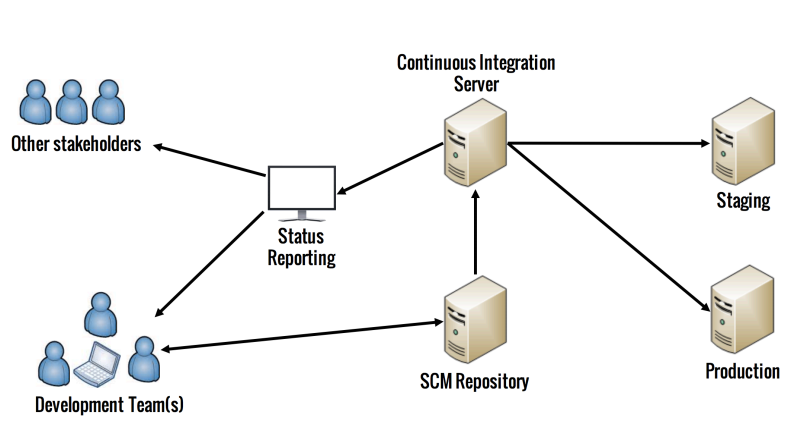 Continuous Integration
Server
Other stakeholders
Staging
Status
Reporting
Production
SCM Repository
Development Team(s)